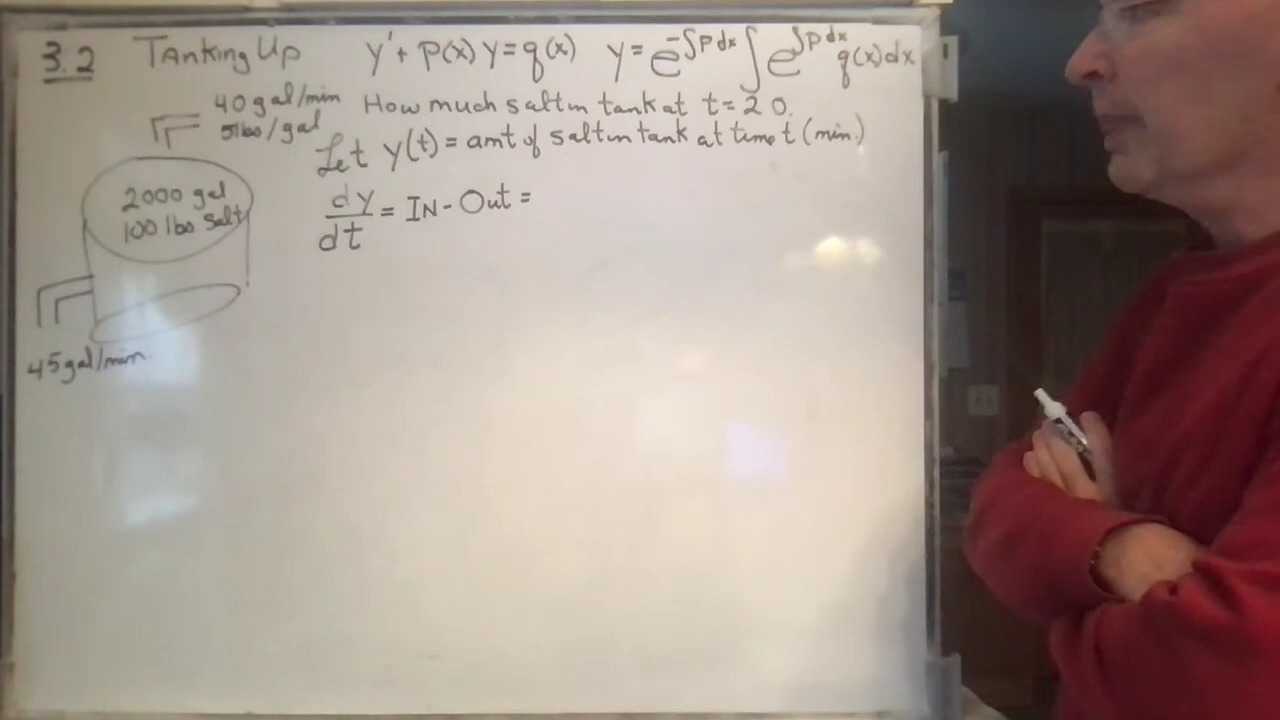 3.2 Tanking Up y' + p(x) y = q(x) y = e^{-∫p dx} ∫ e^{∫p dx} q(x) dx
40 gal/min How much salt in tank at t = 20.
5 lbs/gal
Let y(t) = amt of salt in tank at time t (min.)
2000 gal
100 lbs Salt
dy/dt = IN - Out =
45 gal/min.